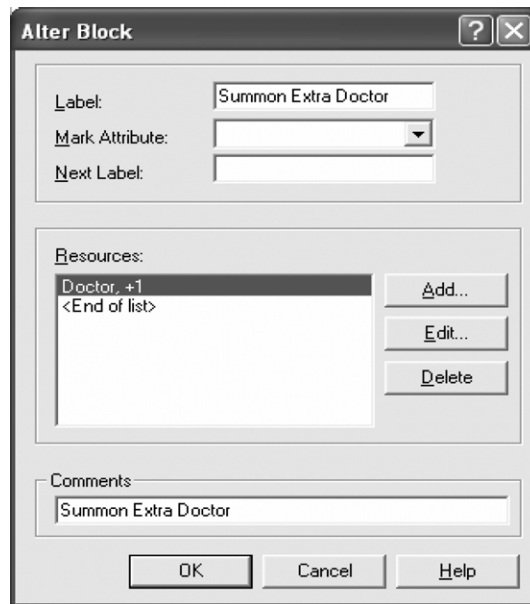 Alter Block
Label: Summon Extra Doctor
Mark Attribute:
Next Label:
Resources:
Doctor, +1
<End of list>
Add...
Edit...
Delete
Comments
Summon Extra Doctor
OK Cancel Help